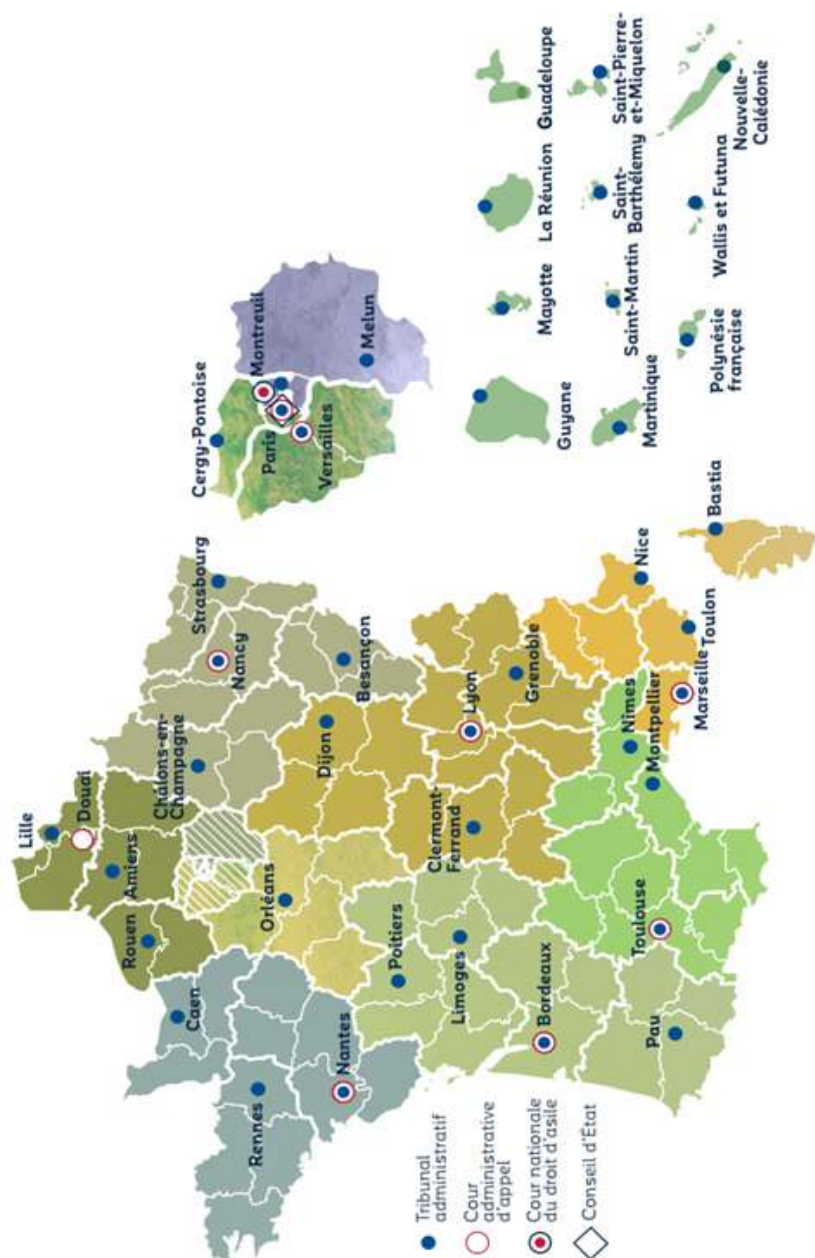 Lille
Douai
Amiens
Rouen
Caen
Rennes
Nantes
Châlons-en-
Champagne
Nancy
Strasbourg
Besançon
Dijon
Orléans
Poitiers
Limoges
Clermont-
Ferrand
Lyon
Grenoble
Bordeaux
Pau
Toulouse
Montpellier
Nîmes
Marseille
Toulon
Nice
Bastia
Cergy-Pontoise
Paris
Montreuil
Versailles
Melun
Guyane
Mayotte
La Réunion
Guadeloupe
Martinique
Saint-Martin
Saint-
Barthélemy
Saint-Pierre-
et-Miquelon
Polynésie
française
Wallis et Futuna
Nouvelle-
Calédonie
Tribunal
administratif
Cour
administrative
d'appel
Cour nationale
du droit d'asile
Conseil d'État